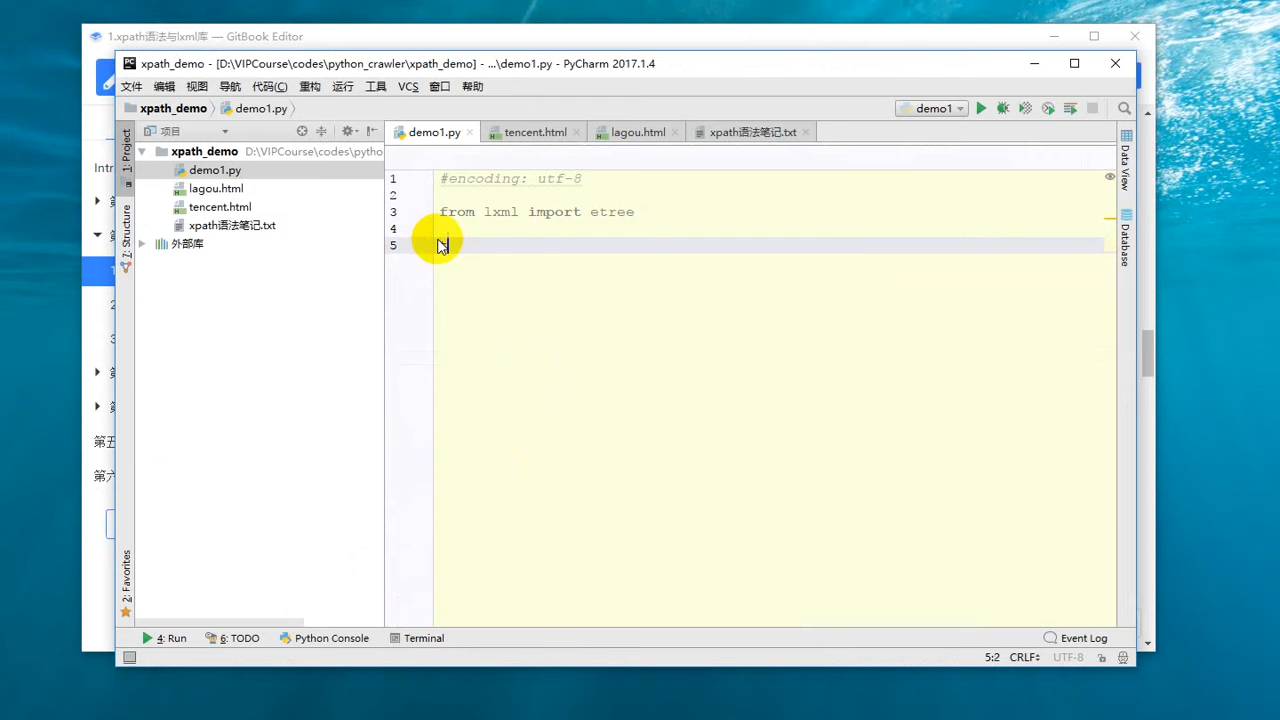 1.xpath语法与lxml库 — GitBook Editor
xpath_demo - [D:\VIPCourse\codes\python_crawler\xpath_demo] - ...\demo1.py - PyCharm 2017.1.4
文件 编辑 视图 导航 代码(C) 重构 运行 工具 VCS 窗口 帮助
xpath_demo demo1.py demo1
项目 demo1.py tencent.html lagou.html xpath语法笔记.txt
Intr
1: Project
7: Structure
2: Favorites
xpath_demo D:\VIPCourse\codes\pytho
demo1.py
lagou.html
tencent.html
xpath语法笔记.txt
外部库
第五
第六
1 #encoding: utf-8
2
3 from lxml import etree
4
5
Data View
Database
4: Run 6: TODO Python Console Terminal Event Log
5:2 CRLF UTF-8